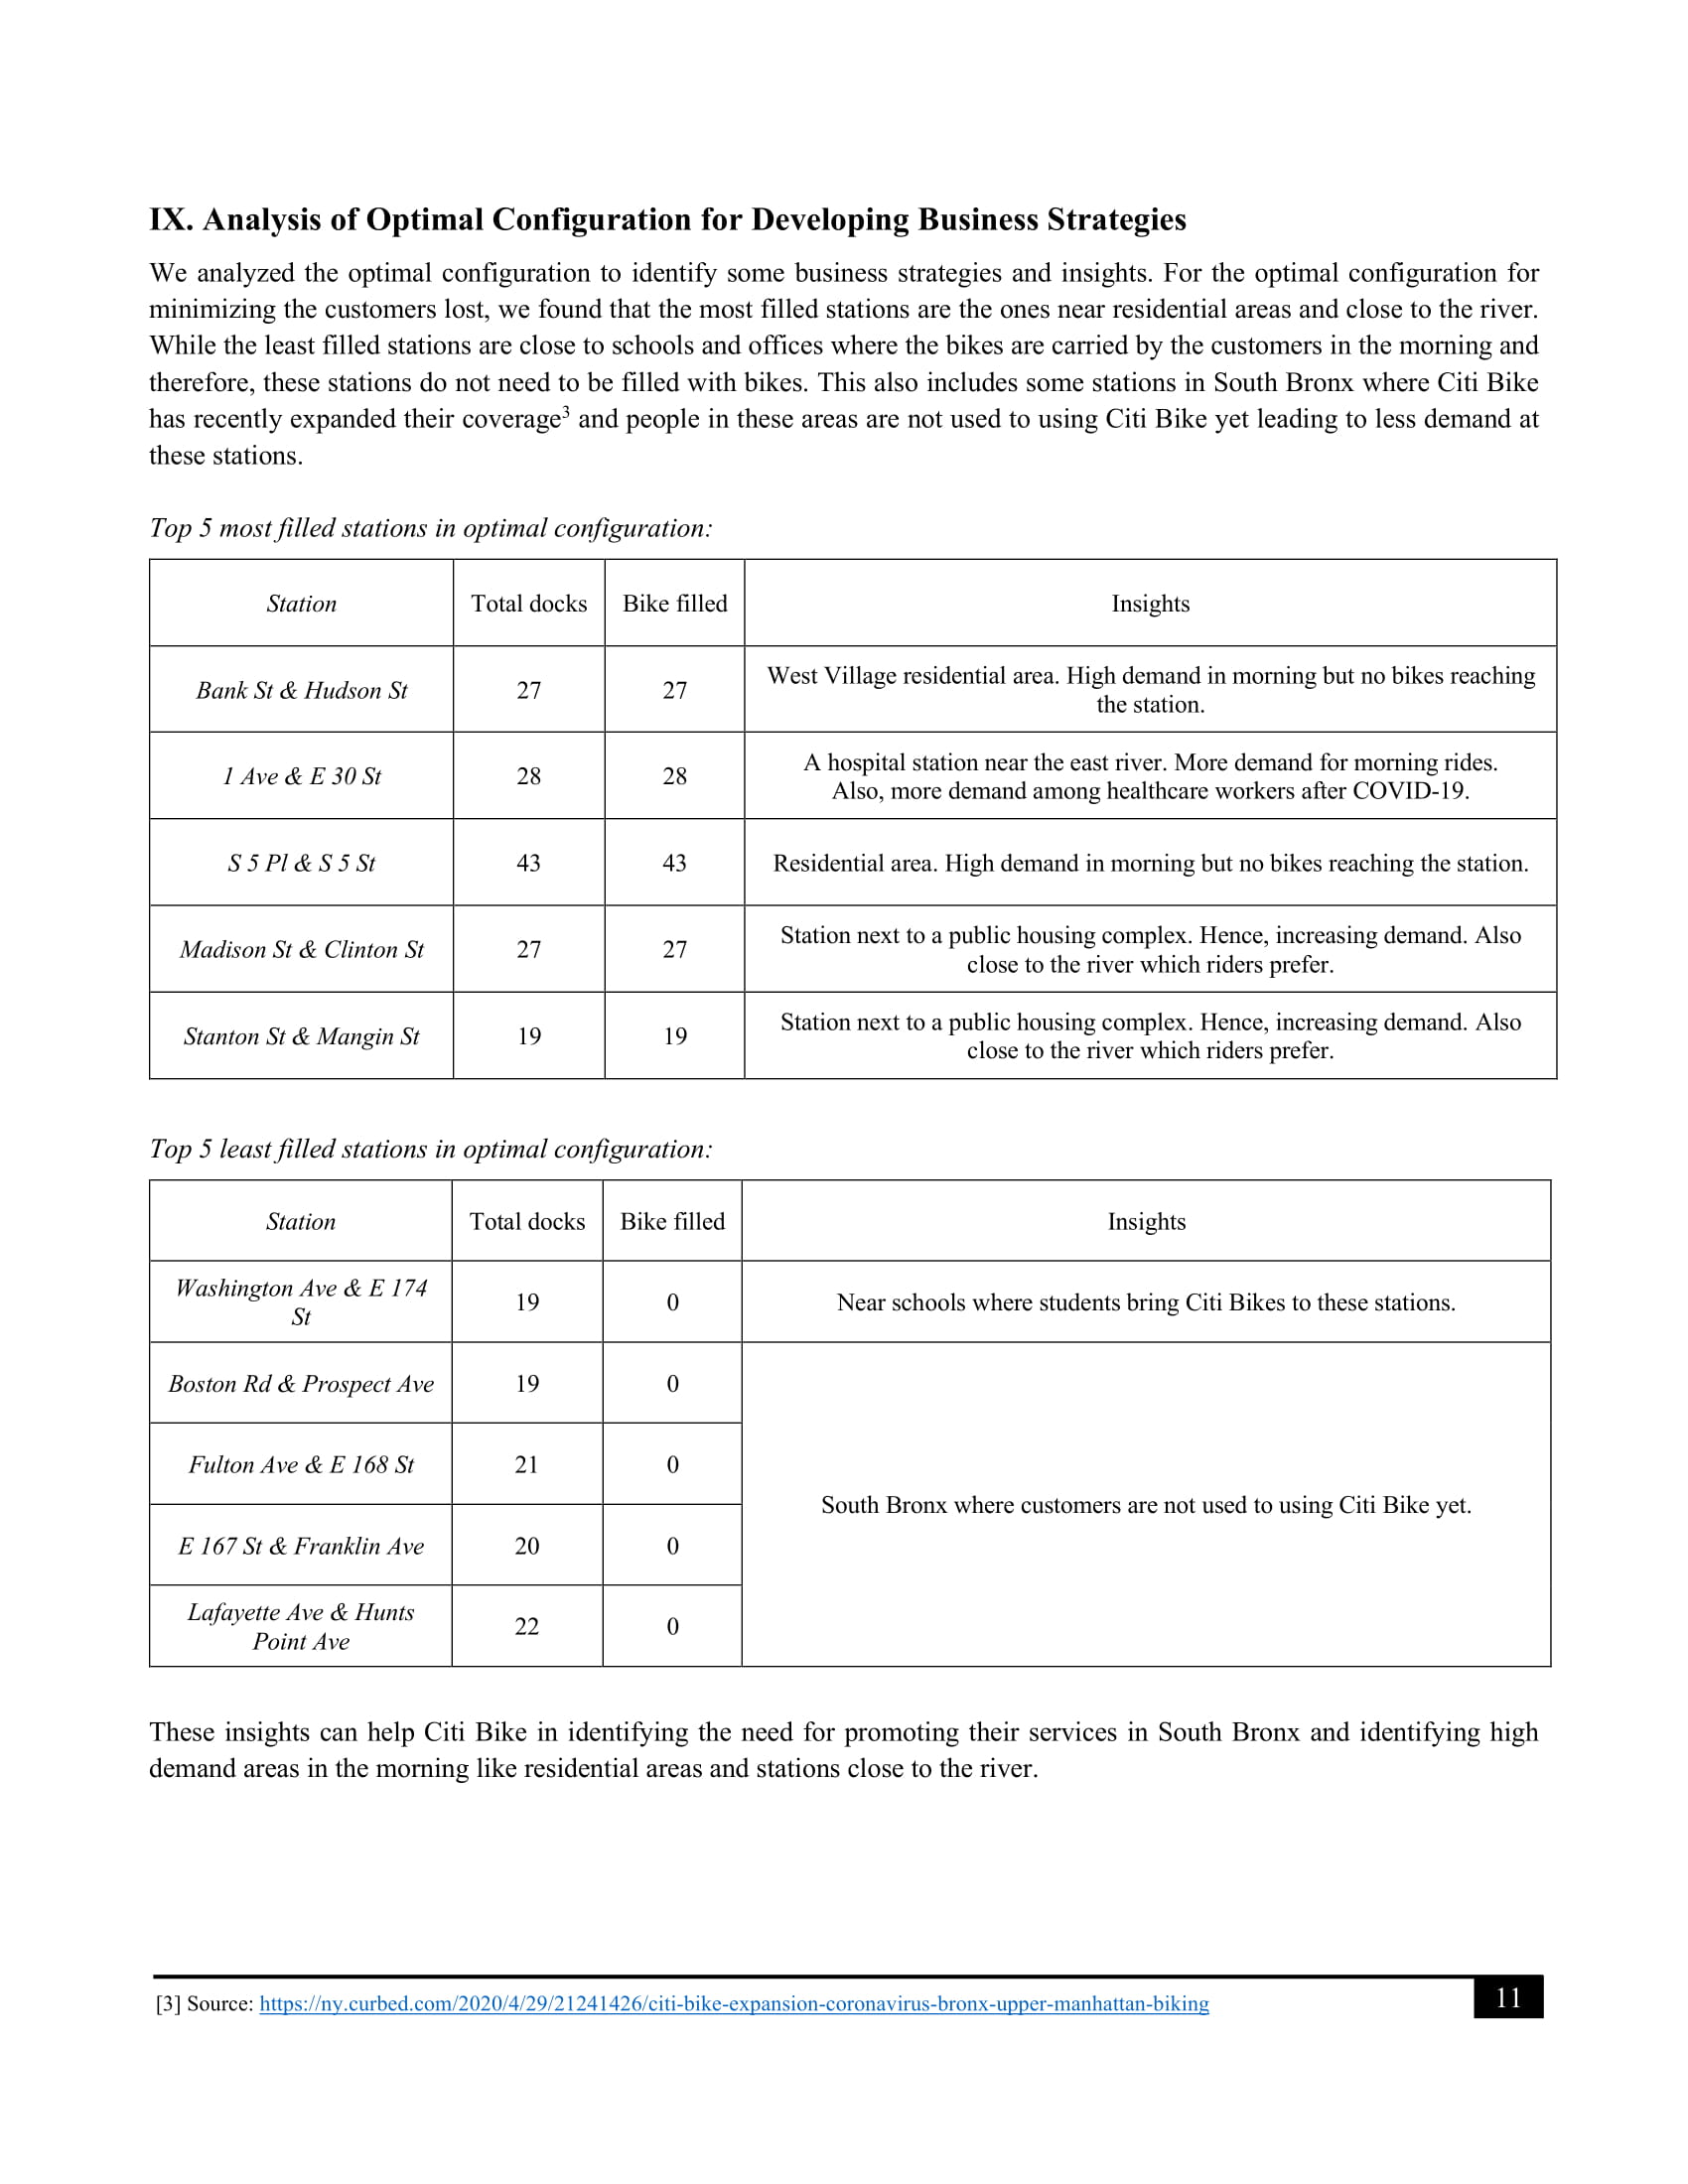 IX. Analysis of Optimal Configuration for Developing Business Strategies
We analyzed the optimal configuration to identify some business strategies and insights. For the optimal configuration for
minimizing the customers lost, we found that the most filled stations are the ones near residential areas and close to the river.
While the least filled stations are close to schools and offices where the bikes are carried by the customers in the morning and
therefore, these stations do not need to be filled with bikes. This also includes some stations in South Bronx where Citi Bike
has recently expanded their coverage3 and people in these areas are not used to using Citi Bike yet leading to less demand at
these stations.
Top 5 most filled stations in optimal configuration:
Station Total docks Bike filled Insights
Bank St & Hudson St 27 27 West Village residential area. High demand in morning but no bikes reaching
the station.
1 Ave & E 30 St 28 28 A hospital station near the east river. More demand for morning rides.
Also, more demand among healthcare workers after COVID-19.
S 5 Pl & S 5 St 43 43 Residential area. High demand in morning but no bikes reaching the station.
Madison St & Clinton St 27 27 Station next to a public housing complex. Hence, increasing demand. Also
close to the river which riders prefer.
Stanton St & Mangin St 19 19 Station next to a public housing complex. Hence, increasing demand. Also
close to the river which riders prefer.
Top 5 least filled stations in optimal configuration:
Station Total docks Bike filled Insights
Washington Ave & E 174
St 19 0 Near schools where students bring Citi Bikes to these stations.
Boston Rd & Prospect Ave 19 0
Fulton Ave & E 168 St 21 0
South Bronx where customers are not used to using Citi Bike yet.
E 167 St & Franklin Ave 20 0
Lafayette Ave & Hunts
Point Ave 22 0
These insights can help Citi Bike in identifying the need for promoting their services in South Bronx and identifying high
demand areas in the morning like residential areas and stations close to the river.
[3] Source: https://ny.curbed.com/2020/4/29/21241426/citi-bike-expansion-coronavirus-bronx-upper-manhattan-biking
11